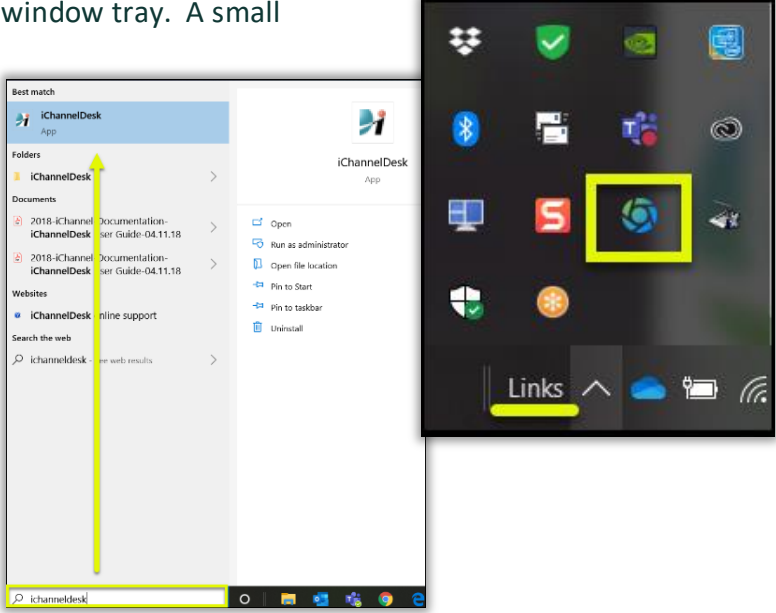 window tray. A small
Best match
iChannelDesk
App
Folders
iChannelDesk
Documents
2018-iChannel Documentation-
iChannelDesk User Guide-04.11.18
2018-iChannel Documentation-
iChannelDesk User Guide-04.11.18
Websites
iChannelDesk online support
Search the web
ichanneldesk - See web results
ichanneldesk
iChannelDesk
App
Open
Run as administrator
Open file location
Pin to Start
Pin to taskbar
Uninstall
Links